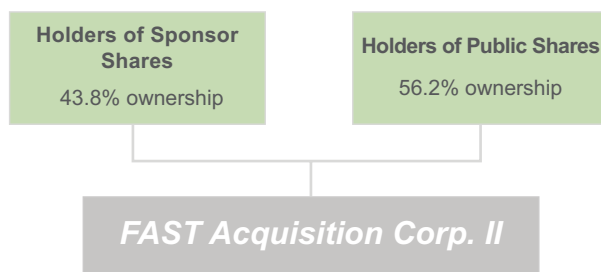 Holders of Sponsor
Shares
43.8% ownership
Holders of Public Shares
56.2% ownership
FAST Acquisition Corp. II